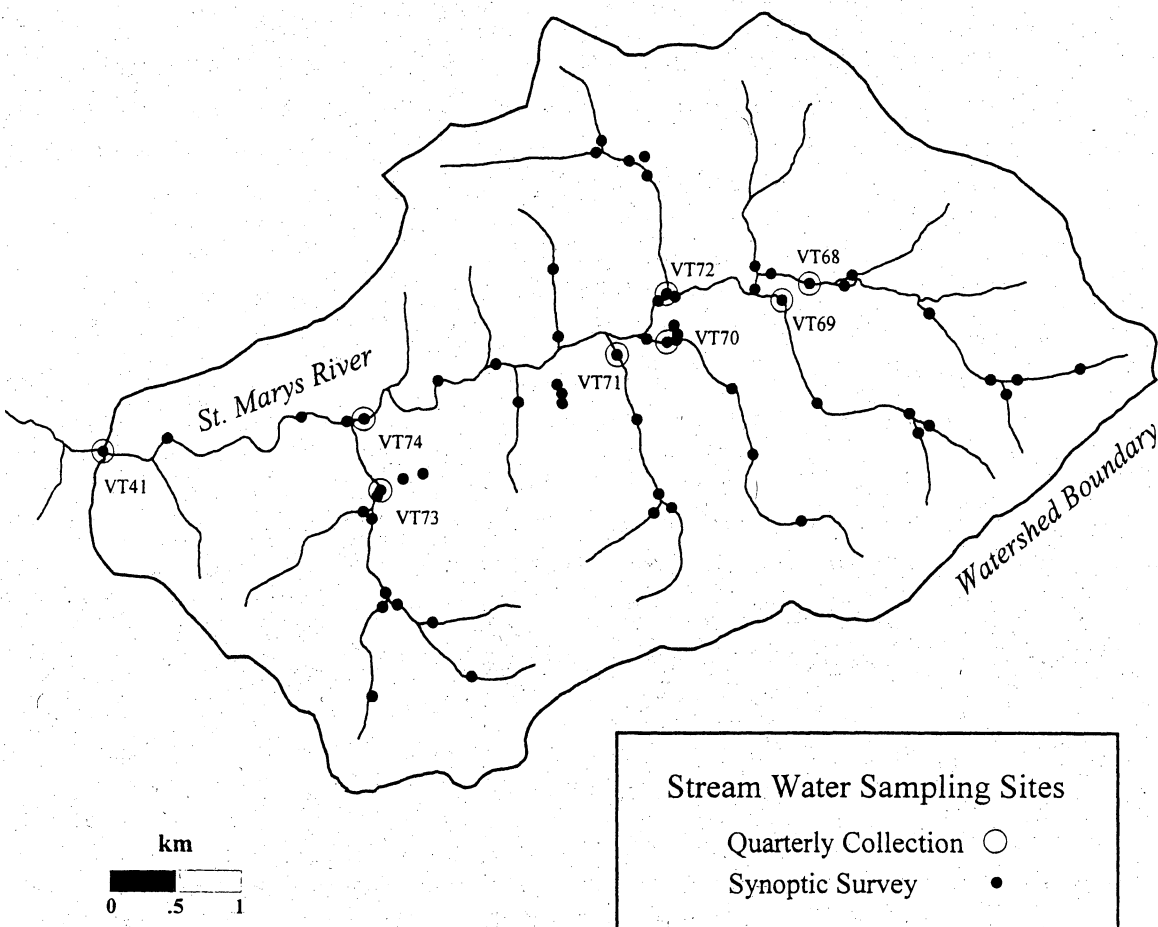 VT68
VT72
VT69
VT70
VT71
St. Marys River
VT74
VT41
VT73
Watershed Boundary
Stream Water Sampling Sites
Quarterly Collection
Synoptic Survey
km
0 .5 1